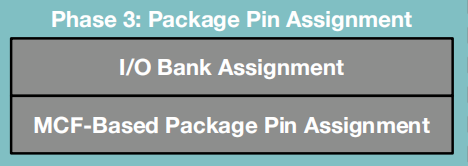 Phase 3: Package Pin Assignment
I/O Bank Assignment
MCF-Based Package Pin Assignment